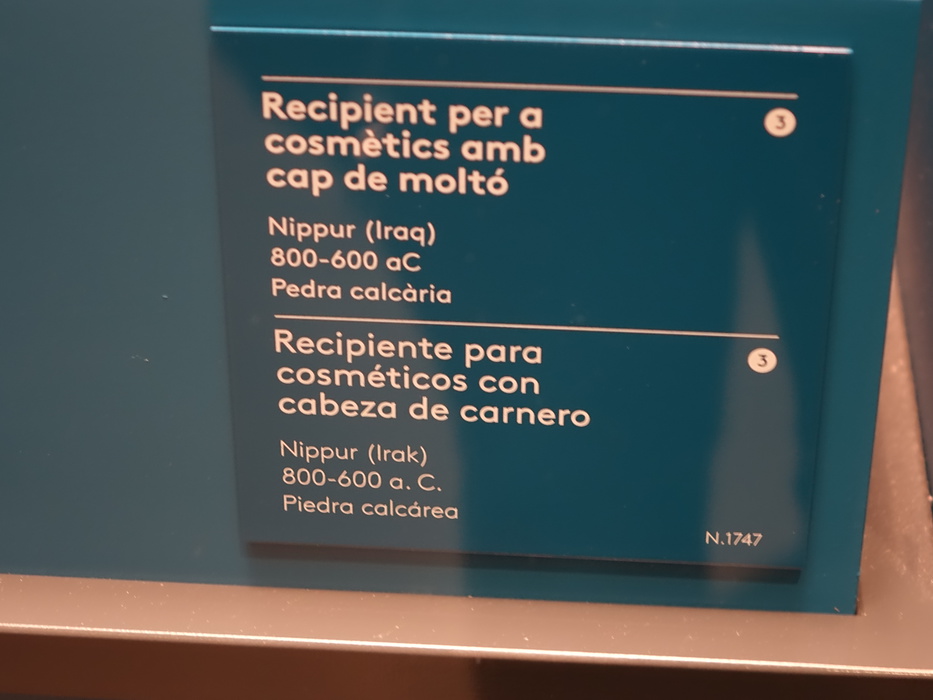 Recipient per a
3
cosmètics amb
cap de moltó
Nippur (Iraq)
800-600 aC
Pedra calcària
Recipiente para
3
cosméticos con
cabeza de carnero
Nippur (Irak)
800-600 a. C.
Piedra calcárea
N.1747